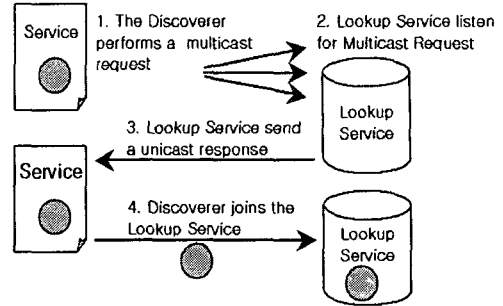 Service
1. The Discoverer
performs a multicast
request
2. Lookup Service listen
for Multicast Request
Lookup
Service
3. Lookup Service send
a unicast response
Service
4. Discoverer joins the
Lookup Service
Lookup
Service